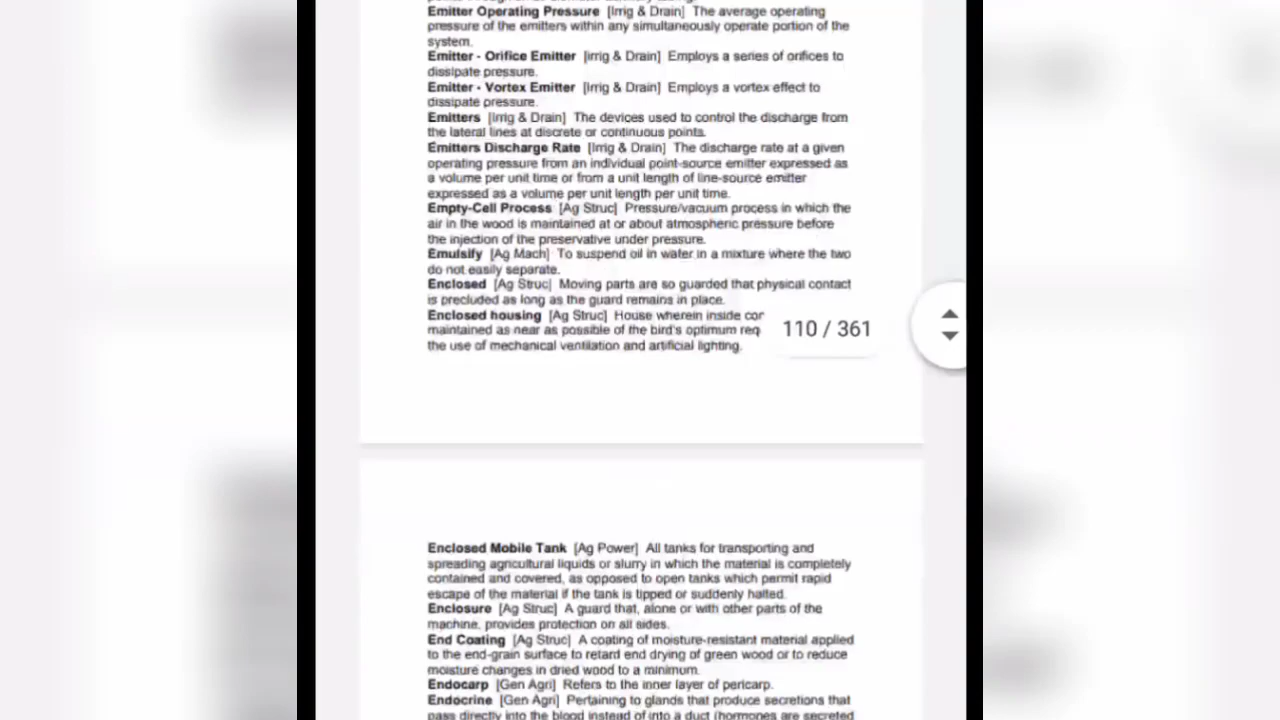 Emitter Operating Pressure [Irrig & Drain] The average operating
pressure of the emitters within any simultaneously operate portion of the
system.
Emitter - Orifice Emitter [Irrig & Drain] Employs a series of orifices to
dissipate pressure.
Emitter - Vortex Emitter [Irrig & Drain] Employs a vortex effect to
dissipate pressure.
Emitters [Irrig & Drain] The devices used to control the discharge from
the lateral lines at discrete or continuous points.
Emitters Discharge Rate [Irrig & Drain] The discharge rate at a given
operating pressure from an individual point-source emitter expressed as
a volume per unit time or from a unit length of line-source emitter
expressed as a volume per unit length per unit time.
Empty-Cell Process [Ag Struc] Pressure/vacuum process in which the
air in the wood is maintained at or about atmospheric pressure before
the injection of the preservative under pressure.
Emulsify [Ag Mach] To suspend oil in water in a mixture where the two
do not easily separate.
Enclosed [Ag Struc] Moving parts are so guarded that physical contact
is precluded as long as the guard remains in place.
Enclosed housing [Ag Struc] House wherein inside cor
maintained as near as possible of the bird's optimum req
110 / 361
the use of mechanical ventilation and artificial lighting.
Enclosed Mobile Tank [Ag Power] All tanks for transporting and
spreading agricultural liquids or slurry in which the material is completely
contained and covered, as opposed to open tanks which permit rapid
escape of the material if the tank is tipped or suddenly halted.
Enclosure [Ag Struc] A guard that, alone or with other parts of the
machine, provides protection on all sides.
End Coating [Ag Struc] A coating of moisture-resistant material applied
to the end-grain surface to retard end drying of green wood or to reduce
moisture changes in dried wood to a minimum.
Endocarp [Gen Agri] Refers to the inner layer of pericarp.
Endocrine [Gen Agri] Pertaining to glands that produce secretions that
pass directly into the blood instead of into a duct (hormones are secreted